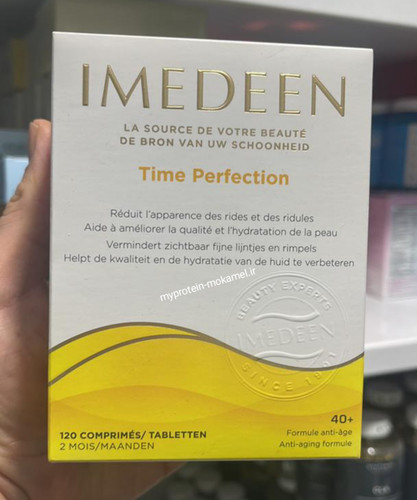 IMEDEEN
LA SOURCE DE VOTRE BEAUTÉ
DE BRON VAN UW SCHOONHEID
Time Perfection
Réduit l'apparence des rides et des ridules
Aide à améliorer la qualité et l'hydratation de la peau
Vermindert zichtbaar fijne lijntjes en rimpels
Helpt de kwaliteit en de hydratatie van de huid te verbeteren
myprotein-mokamel.ir
BEAUTY EXPERTS
IMEDEEN
SINCE 1991
40+
120 COMPRIMÉS/ TABLETTEN
Formule anti-âge
2 MOIS/MAANDEN
Anti-aging formule